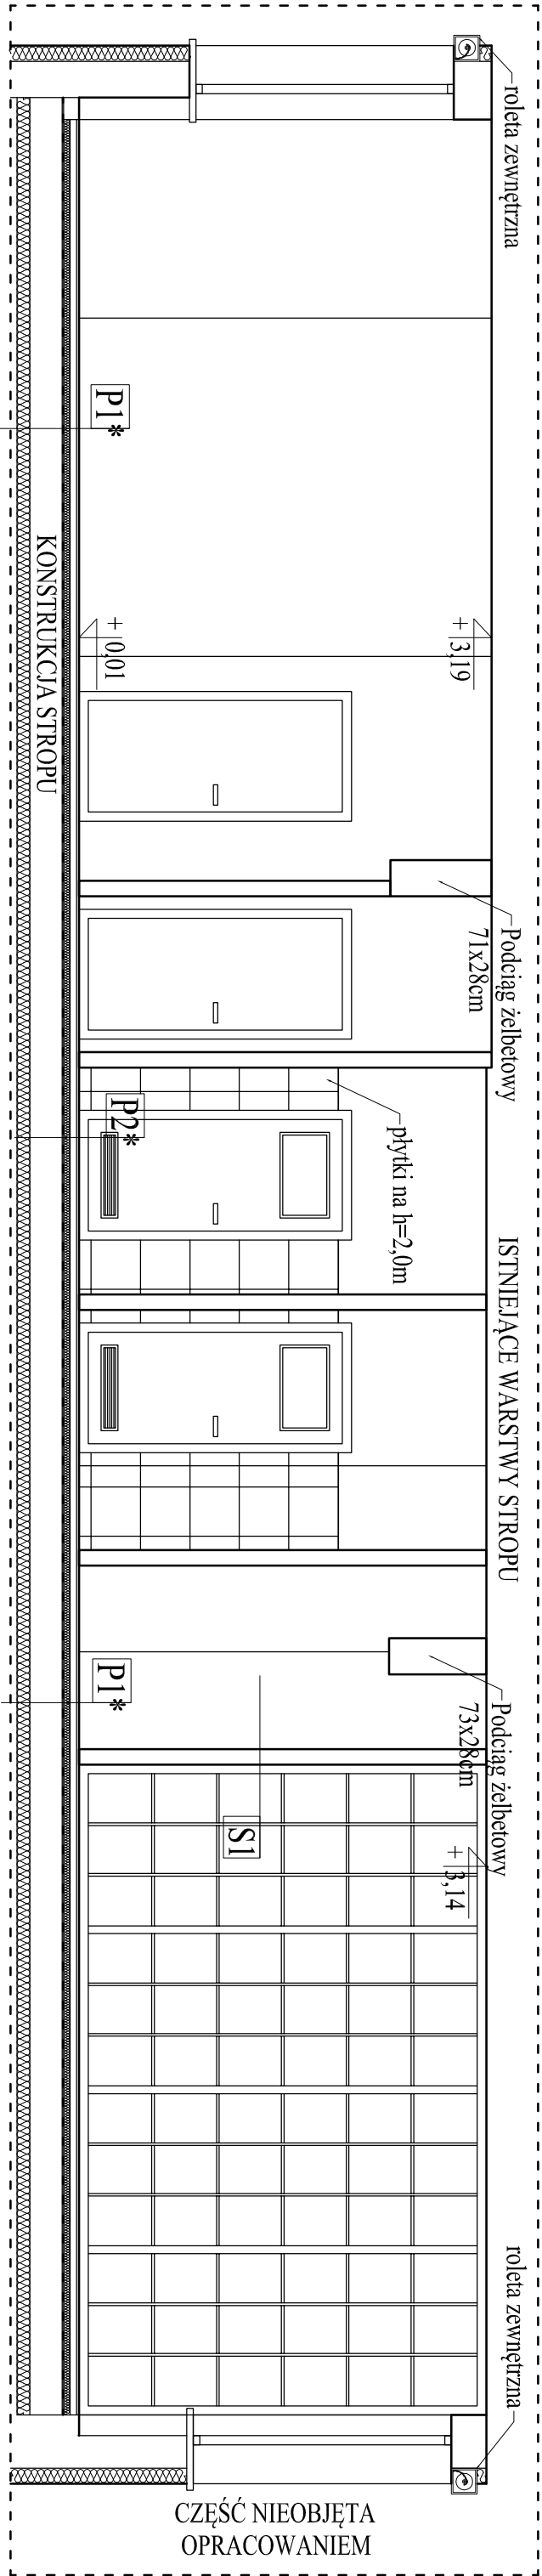 roleta zewnętrzna
P1*
KONSTRUKCJA STROPU
+ 0,01
+ 3,19
Podciąg żelbetowy
71x28cm
płytki na h=2,0m
P2*
ISTNIEJĄCE WARSTWY STROPU
P1*
Podciąg żelbetowy
73x28cm
S1
+ 3,14
roleta zewnętrzna
CZĘŚĆ NIEOBJĘTA
OPRACOWANIEM